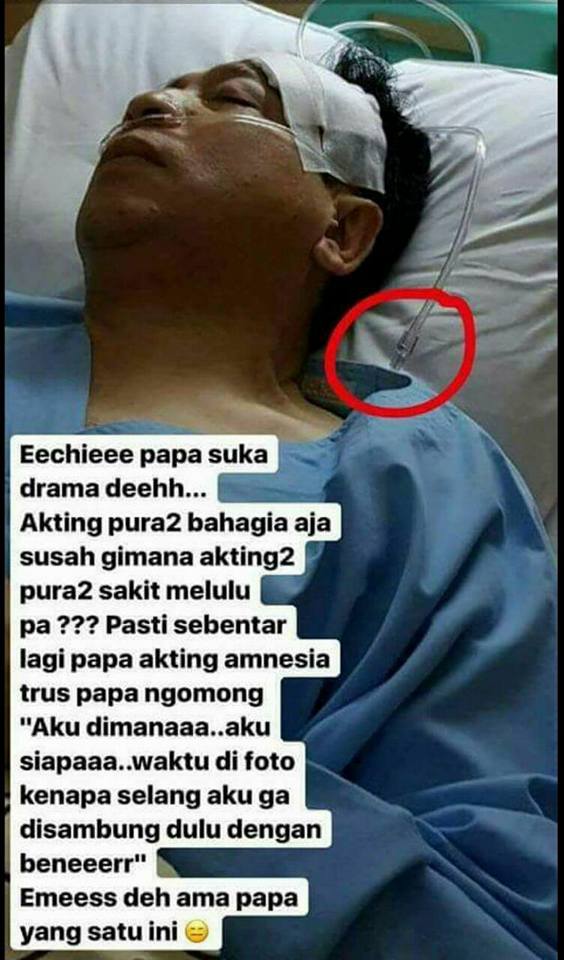 Eechieee papa suka
drama deehh...
Akting pura2 bahagia aja
susah gimana akting2
pura2 sakit melulu
pa ??? Pasti sebentar
lagi papa akting amnesia
trus papa ngomong
"Aku dimanaaa..aku
siapaaa..waktu di foto
kenapa selang aku ga
disambung dulu dengan
beneeerr"
Emeess deh ama papa
yang satu ini 😑